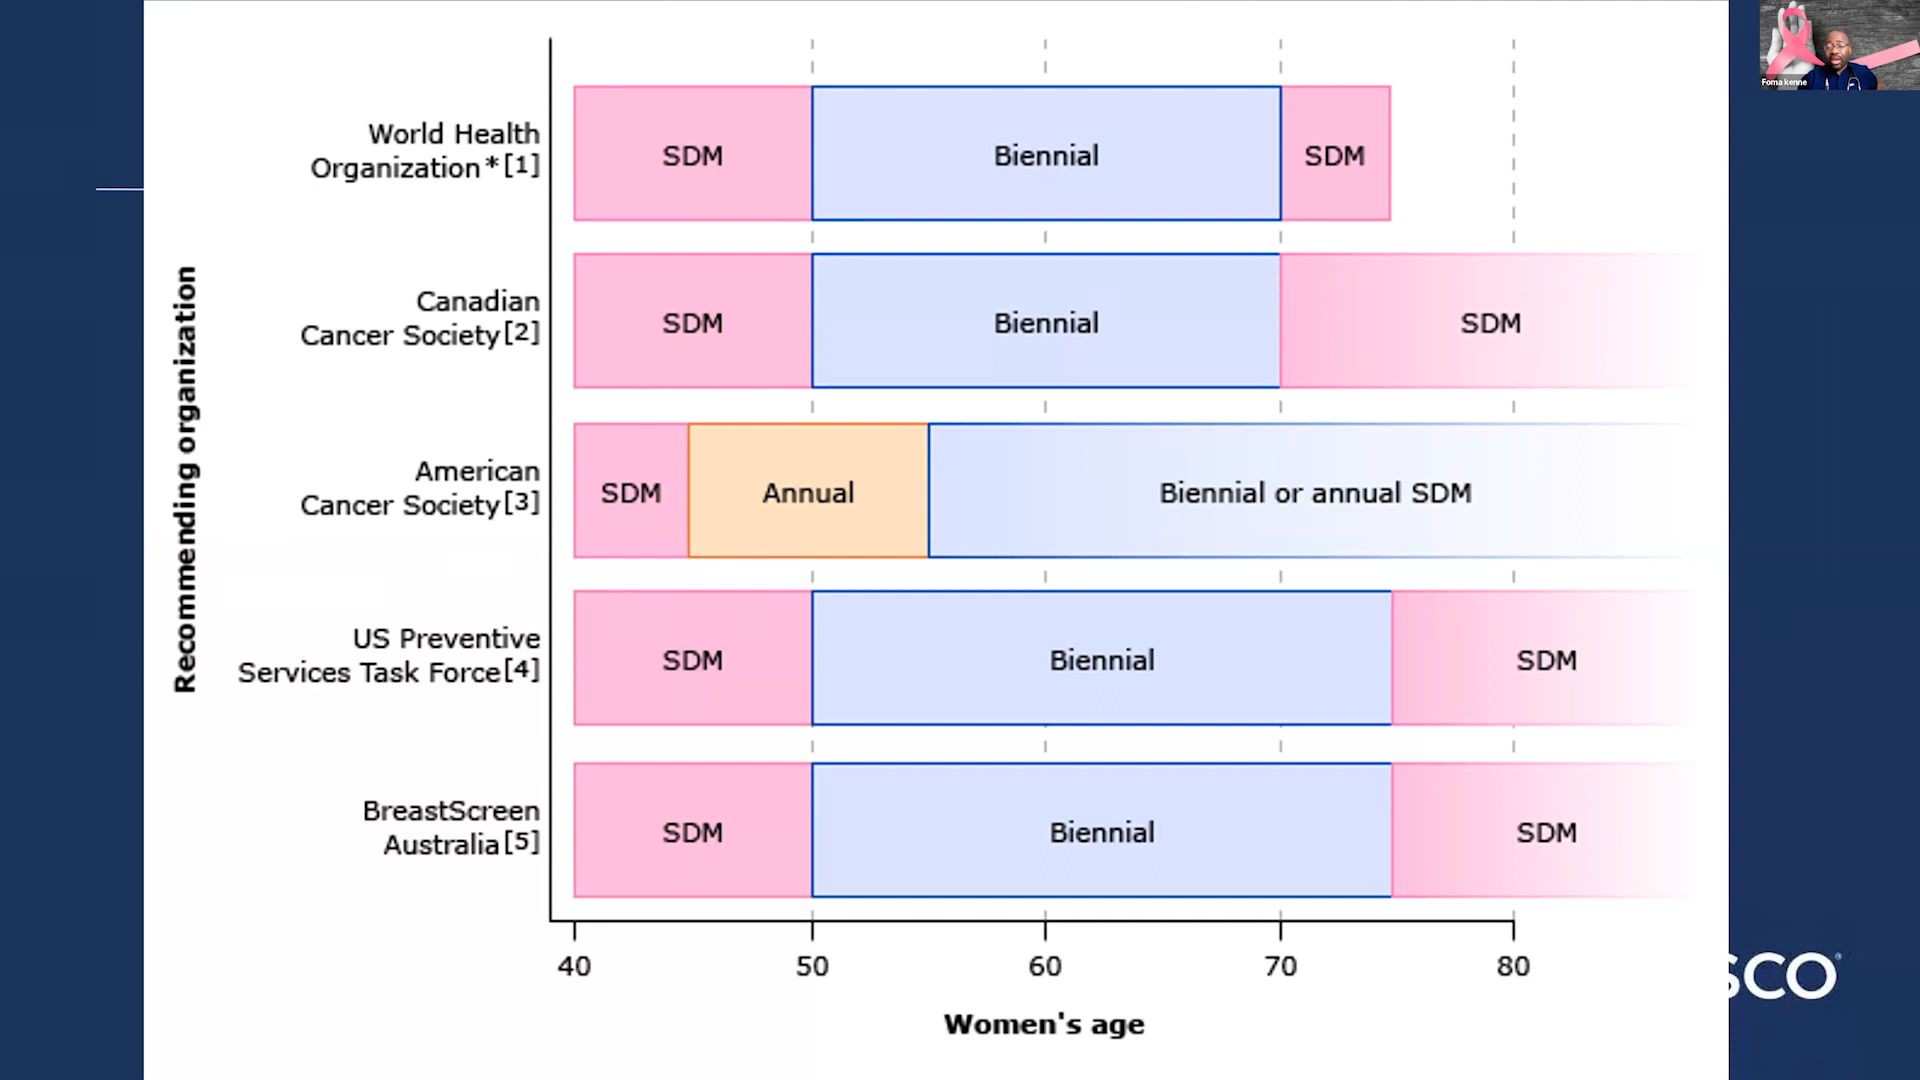 Foma kenne
World Health
Organization*[1]
SDM
Biennial
SDM
Canadian
Cancer Society[2]
SDM
Biennial
SDM
American
Cancer Society[3]
SDM
Annual
Biennial or annual SDM
US Preventive
Services Task Force[4]
SDM
Biennial
SDM
BreastScreen
Australia[5]
SDM
Biennial
SDM
Recommending organization
40
50
60
70
80
Women's age
SCO